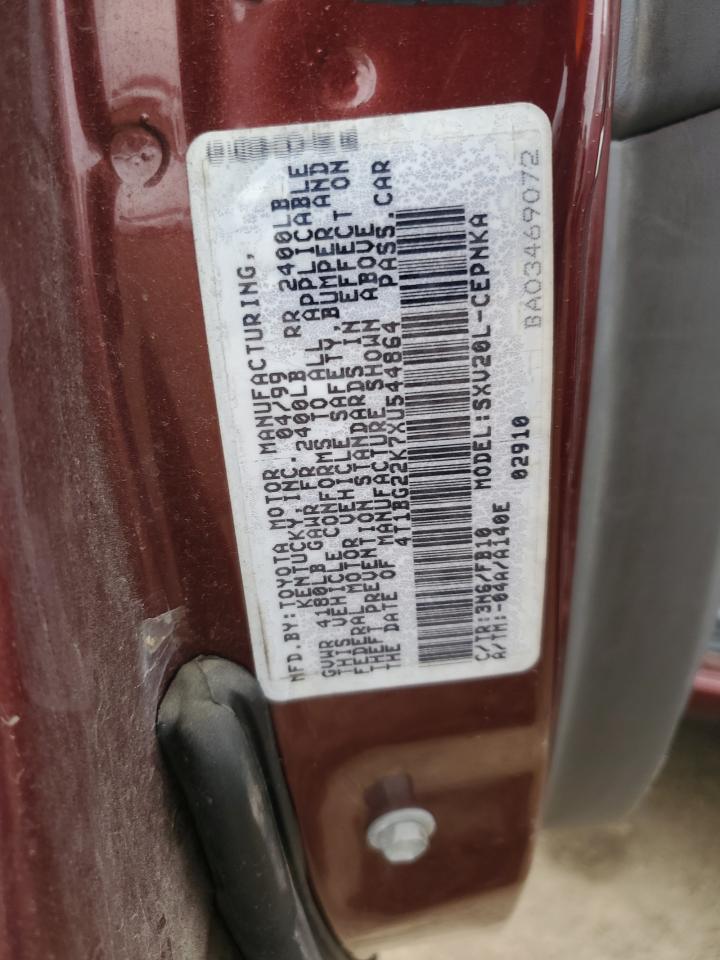 MFD.BY:TOYOTA MOTOR MANUFACTURING,
KENTUCKY,INC. 04/99
GVWR 4180LB GAWR FR 2400LB RR 2400LB
THIS VEHICLE CONFORMS TO ALL APPLICABLE
FEDERAL MOTOR VEHICLE SAFETY,BUMPER AND
THEFT PREVENTION STANDARDS IN EFFECT ON
THE DATE OF MANUFACTURE SHOWN ABOVE
4T1BG22K7XU544864 PASS.CAR
C/TR:3M6/FB10 MODEL:SXV20L-CEPNKA
A/TM:-04A/A140E
02910
BA03469072